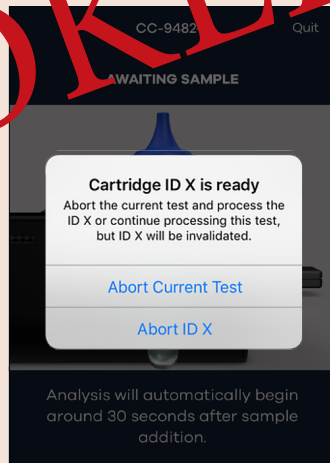 CC-9482
Quit
AWAITING SAMPLE
Cartridge ID X is ready
Abort the current test and process the
ID X or continue processing this test,
but ID X will be invalidated.
Abort Current Test
Abort ID X
Analysis will automatically begin
around 30 seconds after sample
addition.